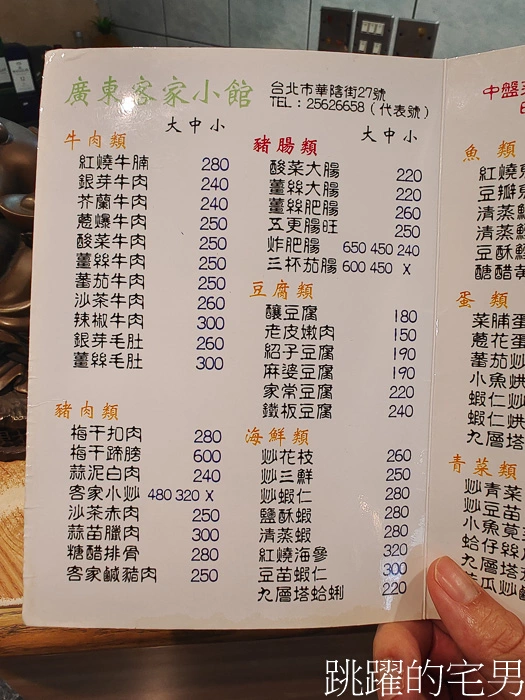 廣東客家小館
台北市華陰街27號
TEL：25626658（代表號）
大 中 小
牛肉類
紅燒牛腩 280
銀芽牛肉 240
芥蘭牛肉 240
蔥爆牛肉 250
酸菜牛肉 250
薑絲牛肉 250
蕃茄牛肉 250
沙茶牛肉 260
辣椒牛肉 300
銀芽毛肚 260
薑絲毛肚 300
豬肉類
梅干扣肉 280
梅干蹄膀 600
蒜泥白肉 240
客家小炒 480 320 X
沙茶赤肉 250
蒜苗臘肉 300
糖醋排骨 280
客家鹹豬肉 250
大 中 小
豬腸類
酸菜大腸 220
薑絲大腸 220
薑絲肥腸 260
五更腸旺 250
炸肥腸 650 450 240
三杯茄腸 600 450 X
豆腐類
釀豆腐 180
老皮嫩肉 150
紹子豆腐 190
麻婆豆腐 190
家常豆腐 220
鐵板豆腐 240
海鮮類
炒花枝 260
炒三鮮 250
炒蝦仁 280
鹽酥蝦 280
清蒸蝦 280
紅燒海參 320
豆苗蝦仁 300
九層塔蛤蜊 220
中盤
魚 類
紅燒
豆瓣
清蒸
清蒸
豆酥
醣醋
蛋 類
菜脯蛋
蔥花蛋
蕃茄炒
小魚烘
蝦仁炒
蝦仁烘
九層塔
青菜類
炒青菜
炒豆苗
小魚莧
蛤仔絲
九層塔
瓜炒
跳躍的宅男